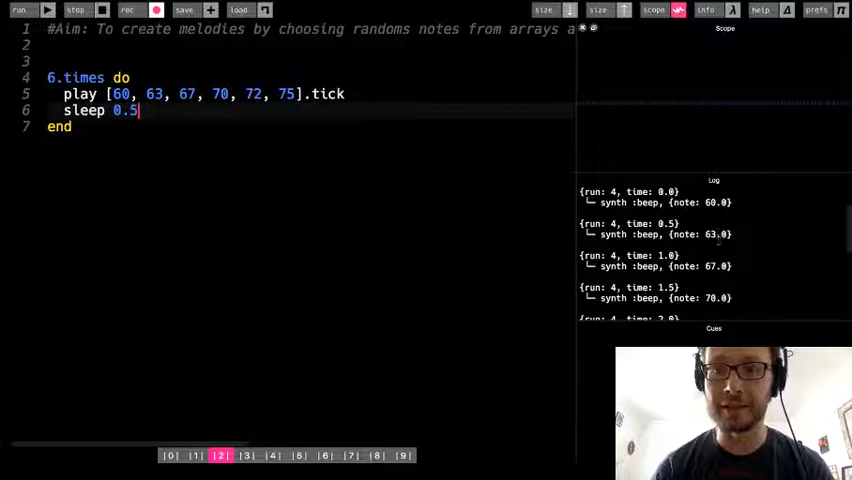 run stop rec save load size size scope info help prefs
1 #Aim: To create melodies by choosing randoms notes from arrays a
2
3
4 6.times do
5 play [60, 63, 67, 70, 72, 75].tick
6 sleep 0.5
7 end
Scope
Log
{run: 4, time: 0.0}
└─ synth :beep, {note: 60.0}
{run: 4, time: 0.5}
└─ synth :beep, {note: 63.0}
{run: 4, time: 1.0}
└─ synth :beep, {note: 67.0}
{run: 4, time: 1.5}
└─ synth :beep, {note: 70.0}
{run: 4, time: 2.0}
Cues
|0| |1| |2| |3| |4| |5| |6| |7| |8| |9|